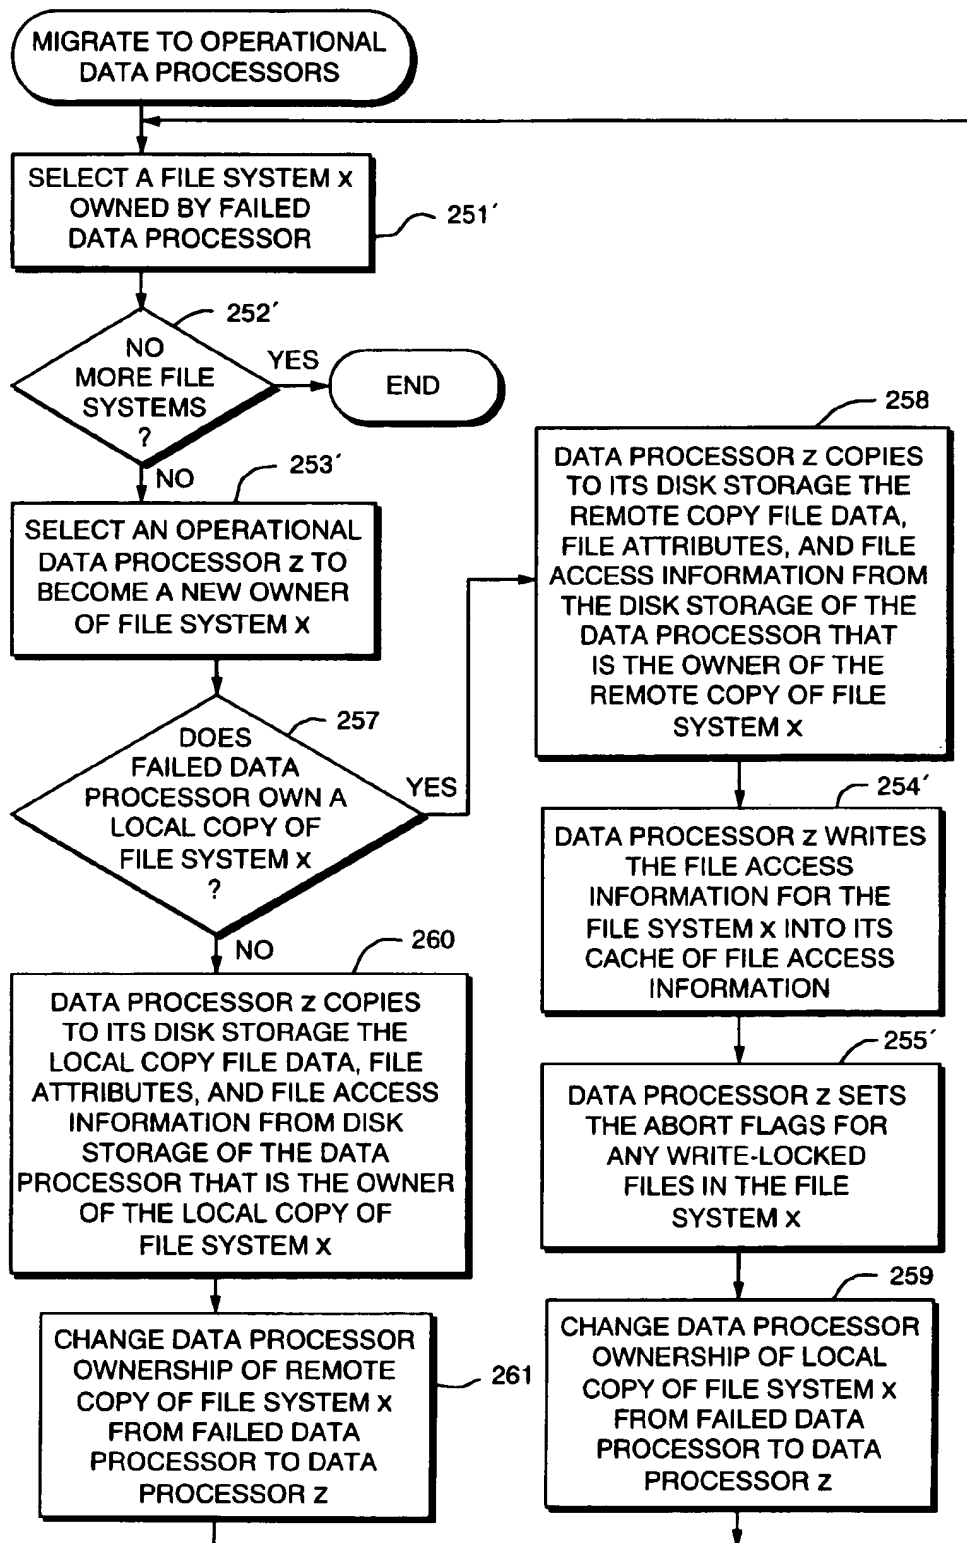 MIGRATE TO OPERATIONAL
DATA PROCESSORS
SELECT A FILE SYSTEM X
OWNED BY FAILED
DATA PROCESSOR
251′
252′
NO
MORE FILE
SYSTEMS
?
YES
END
NO
253′
SELECT AN OPERATIONAL
DATA PROCESSOR Z TO
BECOME A NEW OWNER
OF FILE SYSTEM X
257
DOES
FAILED DATA
PROCESSOR OWN A
LOCAL COPY OF
FILE SYSTEM X
?
YES
NO
260
DATA PROCESSOR Z COPIES
TO ITS DISK STORAGE THE
LOCAL COPY FILE DATA, FILE
ATTRIBUTES, AND FILE ACCESS
INFORMATION FROM DISK
STORAGE OF THE DATA
PROCESSOR THAT IS THE OWNER
OF THE LOCAL COPY OF
FILE SYSTEM X
CHANGE DATA PROCESSOR
OWNERSHIP OF REMOTE
COPY OF FILE SYSTEM X
FROM FAILED DATA
PROCESSOR TO DATA
PROCESSOR Z
261
258
DATA PROCESSOR Z COPIES
TO ITS DISK STORAGE THE
REMOTE COPY FILE DATA,
FILE ATTRIBUTES, AND FILE
ACCESS INFORMATION FROM
THE DISK STORAGE OF THE
DATA PROCESSOR THAT
IS THE OWNER OF THE
REMOTE COPY OF FILE
SYSTEM X
254′
DATA PROCESSOR Z WRITES
THE FILE ACCESS
INFORMATION FOR THE
FILE SYSTEM X INTO ITS
CACHE OF FILE ACCESS
INFORMATION
255′
DATA PROCESSOR Z SETS
THE ABORT FLAGS FOR
ANY WRITE-LOCKED
FILES IN THE FILE
SYSTEM X
259
CHANGE DATA PROCESSOR
OWNERSHIP OF LOCAL
COPY OF FILE SYSTEM X
FROM FAILED DATA
PROCESSOR TO DATA
PROCESSOR Z